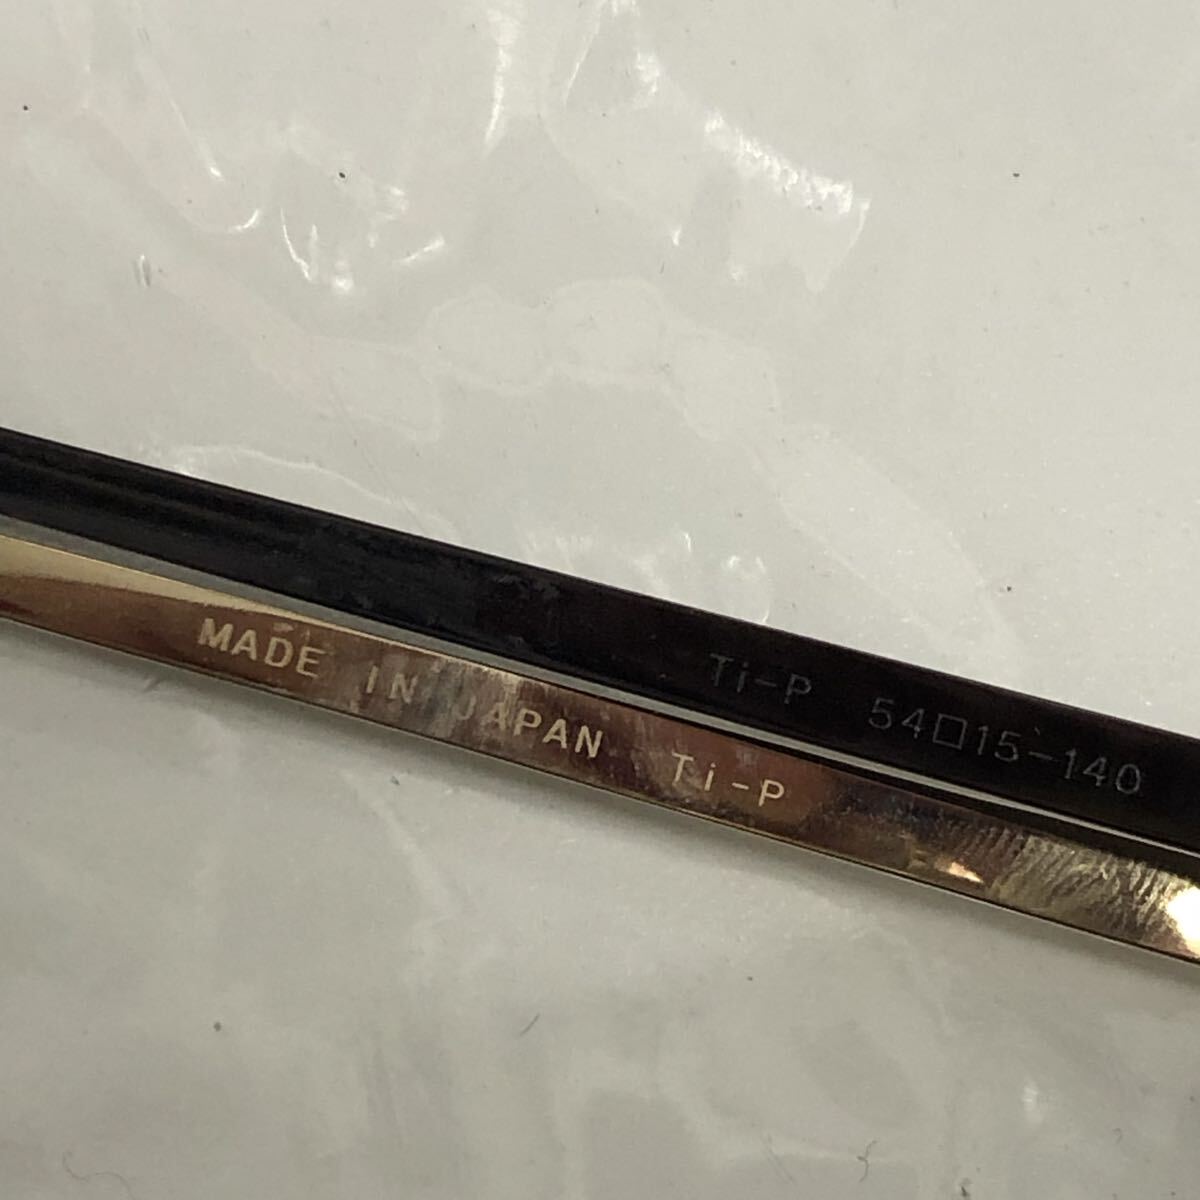 Ti-P 54□15-140
MADE IN JAPAN Ti-P